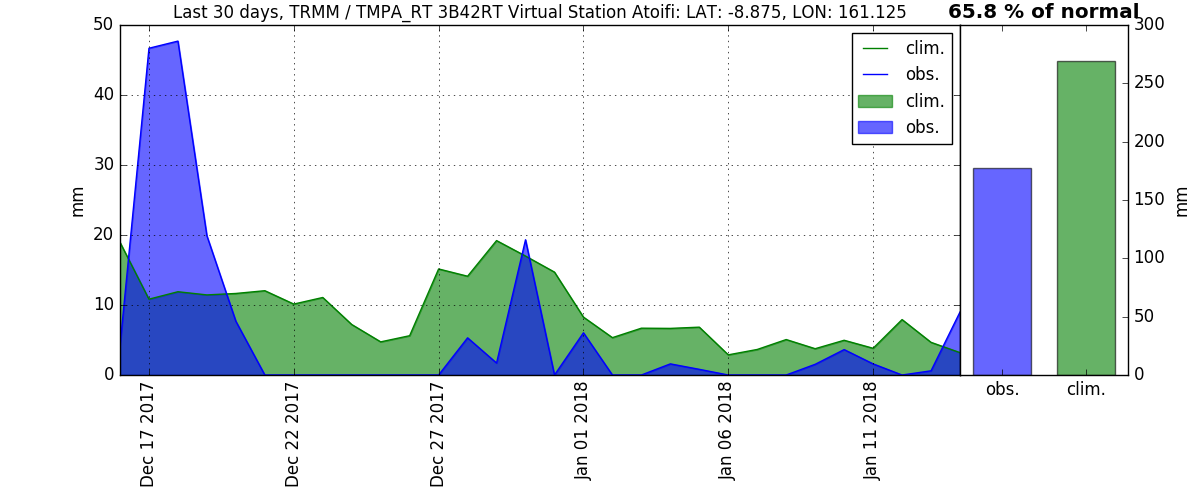 Last 30 days, TRMM / TMPA_RT 3B42RT Virtual Station Atoifi: LAT: -8.875, LON: 161.125
65.8 % of normal
50
40
30
20
10
0
mm
clim.
obs.
clim.
obs.
Dec 17 2017
Dec 22 2017
Dec 27 2017
Jan 01 2018
Jan 06 2018
Jan 11 2018
300
250
200
150
100
50
0
mm
obs.
clim.